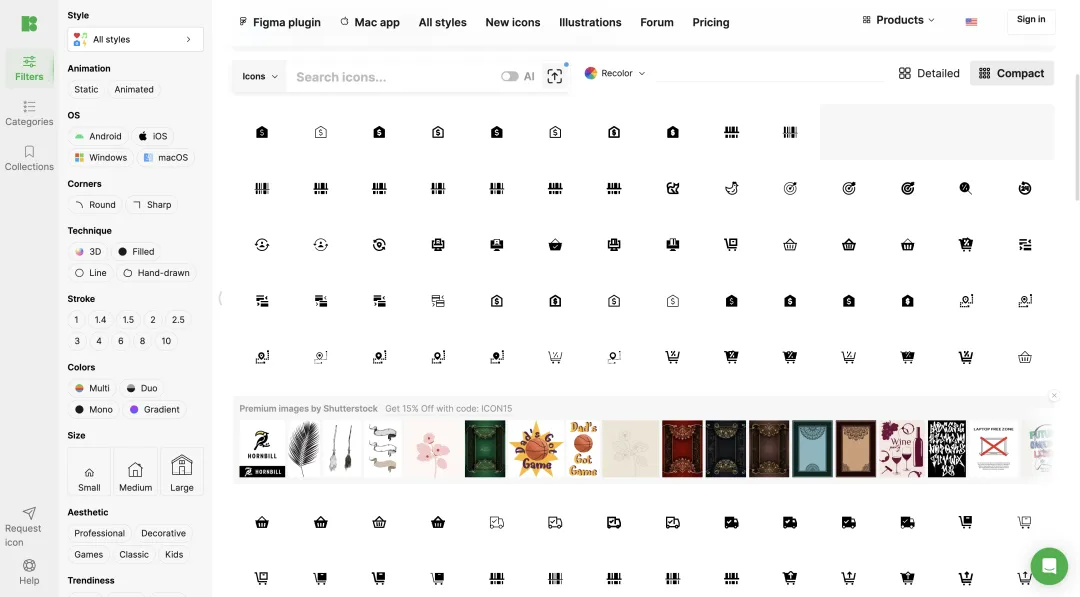 Figma plugin Mac app All styles New icons Illustrations Forum Pricing Products Sign in
Filters
Categories
Collections
Request icon
Help
Style
All styles
Animation
Static Animated
OS
Android iOS
Windows macOS
Corners
Round Sharp
Technique
3D Filled
Line Hand-drawn
Stroke
1 1.4 1.5 2 2.5
3 4 6 8 10
Colors
Multi Duo
Mono Gradient
Size
Small Medium Large
Aesthetic
Professional Decorative
Games Classic Kids
Trendiness
Icons Search icons... AI Recolor Detailed Compact
Premium images by Shutterstock Get 15% Off with code: ICON15
HORNBILL
HORNBILL
Dad's Got Game
Dad's
Got
Game
Wine
LAPTOP FREE ZONE